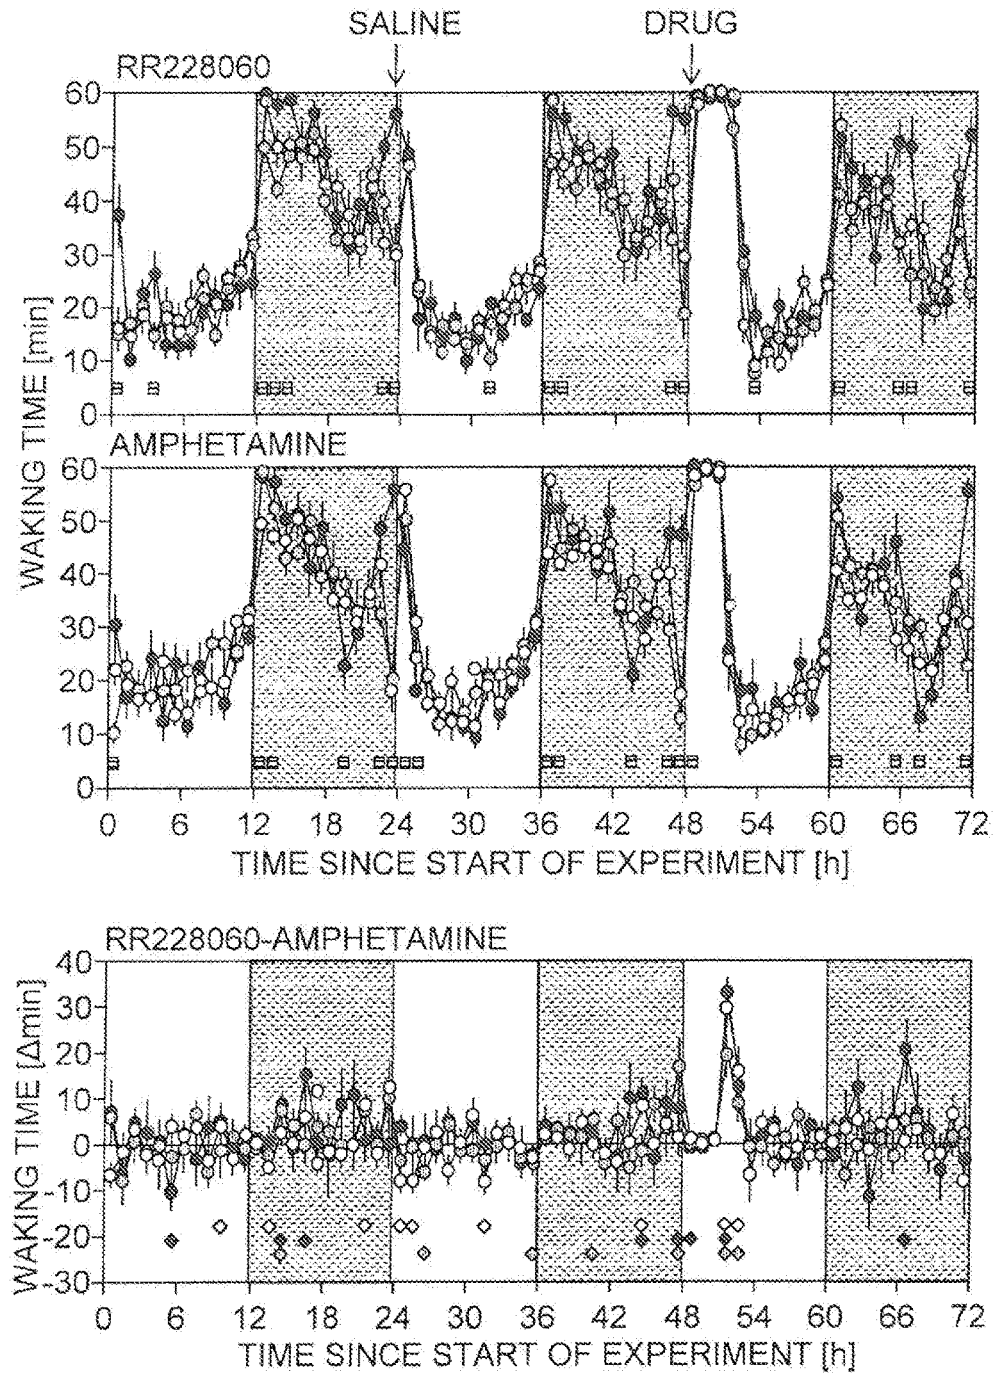 SALINE DRUG
RR228060
60
50
40
30
20
10
0
AMPHETAMINE
WAKING TIME [min]
60
50
40
30
20
10
0
0 6 12 18 24 30 36 42 48 54 60 66 72
TIME SINCE START OF EXPERIMENT [h]
RR228060-AMPHETAMINE
WAKING TIME [Δmin]
40
30
20
10
0
-10
-20
-30
0 6 12 18 24 30 36 42 48 54 60 66 72
TIME SINCE START OF EXPERIMENT [h]